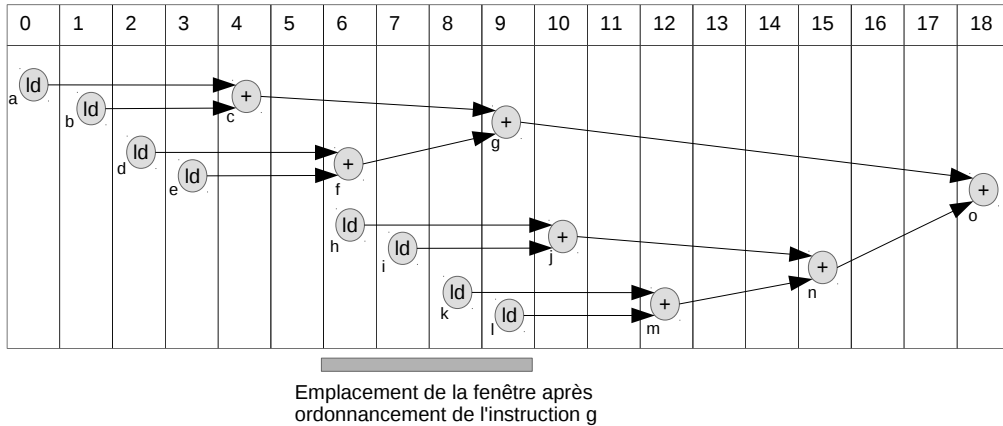 0 1 2 3 4 5 6 7 8 9 10 11 12 13 14 15 16 17 18
a ld
b ld
c +
d ld
e ld
f +
g +
h ld
i ld
j +
k ld
l ld
m +
n +
o +
Emplacement de la fenêtre après
ordonnancement de l'instruction g